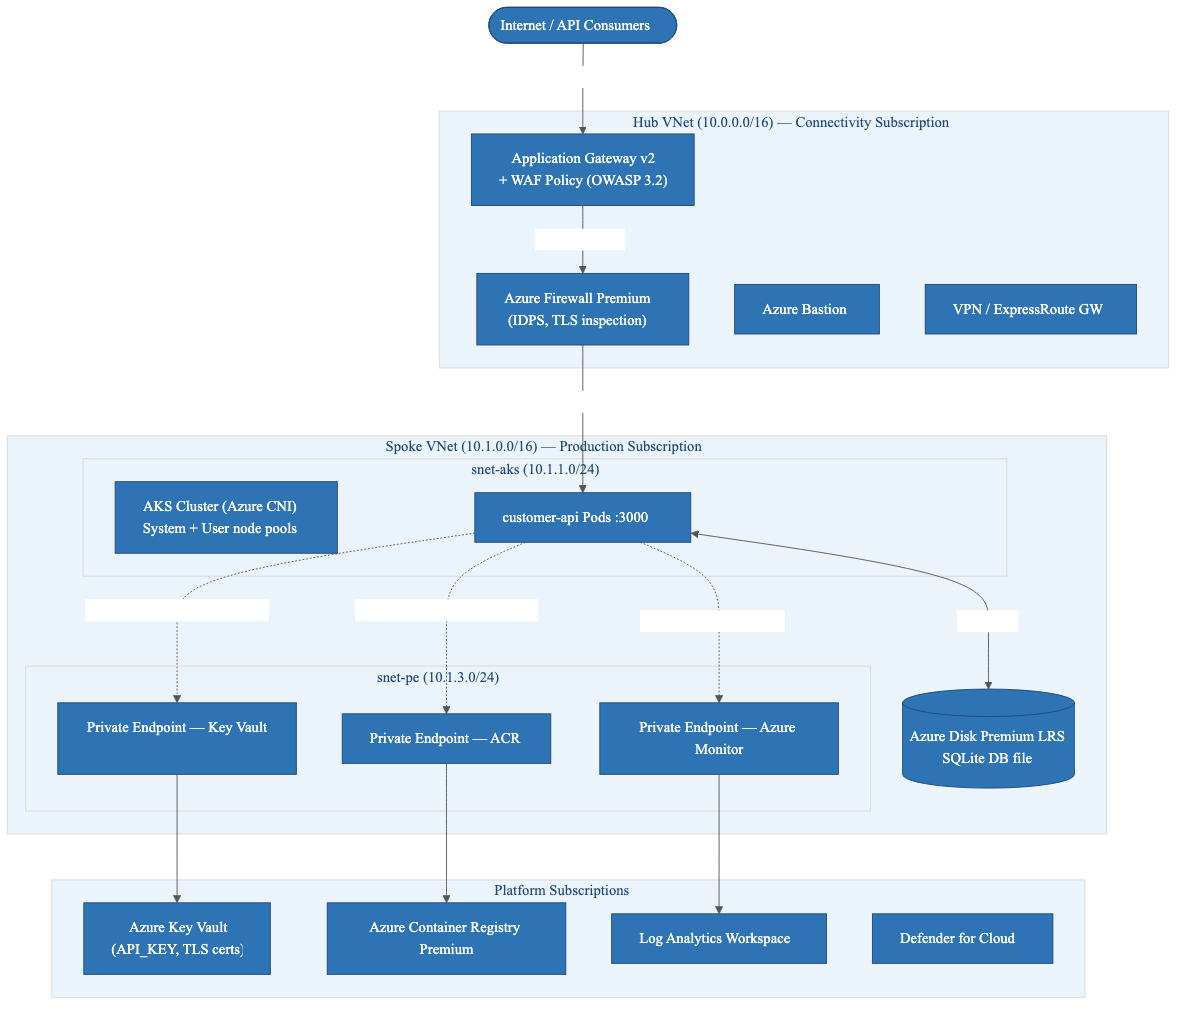 Internet / API Consumers
Hub VNet (10.0.0.0/16) — Connectivity Subscription
Application Gateway v2
+ WAF Policy (OWASP 3.2)
Azure Firewall Premium
(IDPS, TLS inspection)
Azure Bastion
VPN / ExpressRoute GW
Spoke VNet (10.1.0.0/16) — Production Subscription
snet-aks (10.1.1.0/24)
AKS Cluster (Azure CNI)
System + User node pools
customer-api Pods :3000
snet-pe (10.1.3.0/24)
Private Endpoint — Key Vault
Private Endpoint — ACR
Private Endpoint — Azure
Monitor
Azure Disk Premium LRS
SQLite DB file
Platform Subscriptions
Azure Key Vault
(API_KEY, TLS certs)
Azure Container Registry
Premium
Log Analytics Workspace
Defender for Cloud